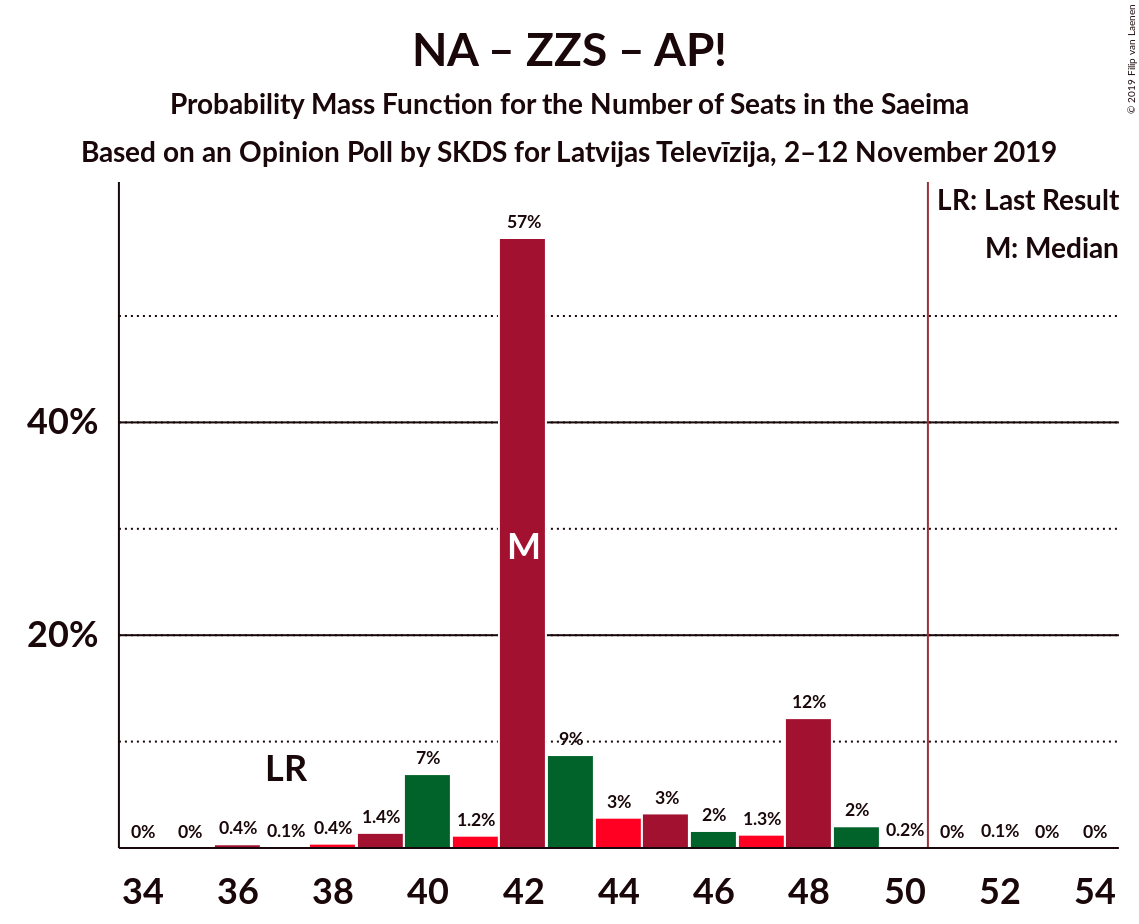 NA – ZZS – AP!
Probability Mass Function for the Number of Seats in the Saeima
Based on an Opinion Poll by SKDS for Latvijas Televīzija, 2–12 November 2019
© 2019 Filip van Laenen
LR: Last Result
M: Median
57%
40%
M
20%
12%
9%
7%
LR
3%
3%
2%
2%
1.4%
1.2%
1.3%
0% 0% 0.4% 0.1% 0.4% 0.2% 0% 0.1% 0% 0%
34 36 38 40 42 44 46 48 50 52 54